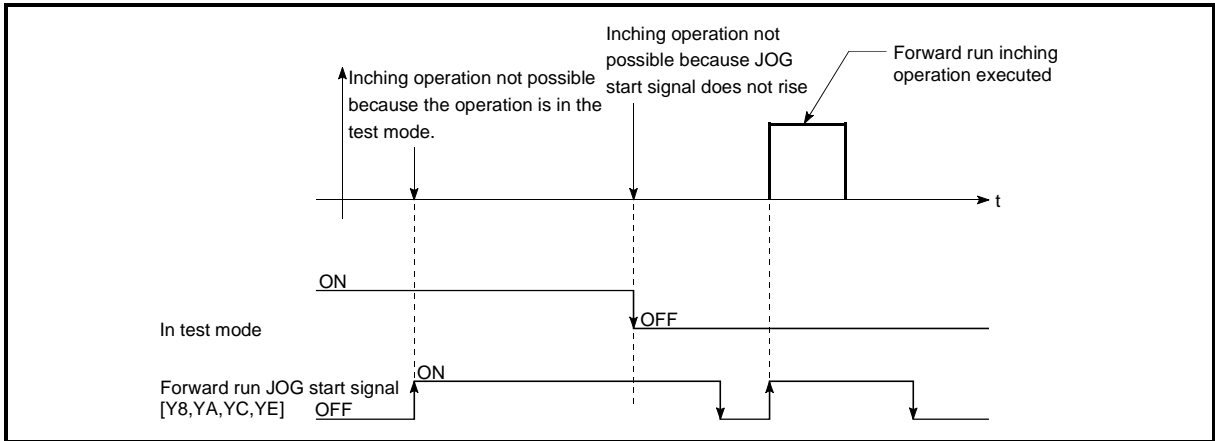 Inching operation not possible
because the operation is in the
test mode.
Inching operation not
possible because JOG
start signal does not rise
Forward run inching
operation executed
t
ON
In test mode
OFF
ON
Forward run JOG start signal
[Y8,YA,YC,YE]
OFF